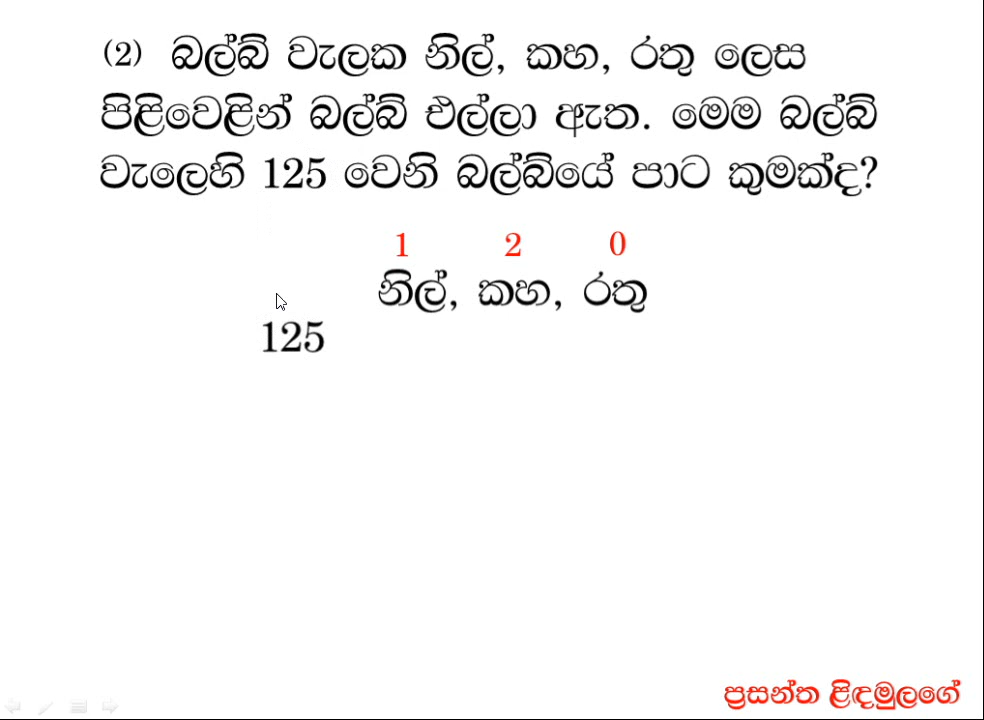 (2) බල්බ් වැලක නිල්, කහ, රතු ලෙස
පිළිවෙළින් බල්බ් එල්ලා ඇත. මෙම බල්බ්
වැලෙහි 125 වෙනි බල්බ්යේ පාට කුමක්ද?
1 2 0
නිල්, කහ, රතු
125
ප්‍රසන්ත ළිඳමුලගේ